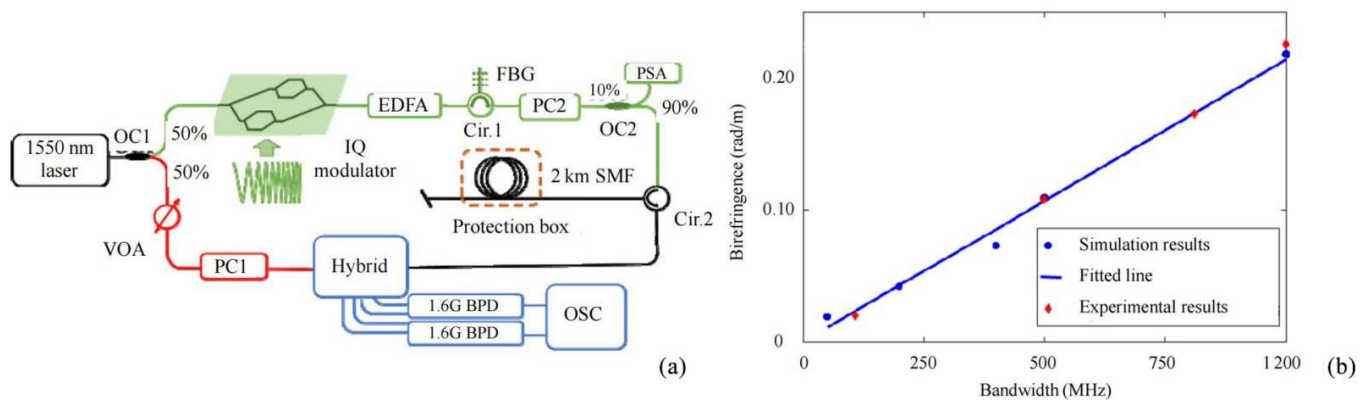 1550 nm
laser
OC1
50%
50%
IQ
modulator
EDFA
FBG
Cir.1
PC2
10%
PSA
90%
OC2
2 km SMF
Protection box
Cir.2
VOA
PC1
Hybrid
1.6G BPD
1.6G BPD
OSC
(a)
Birefringence (rad/m)
0.20
0.10
0
0
250
500
750
1 200
Bandwidth (MHz)
Simulation results
Fitted line
Experimental results
(b)